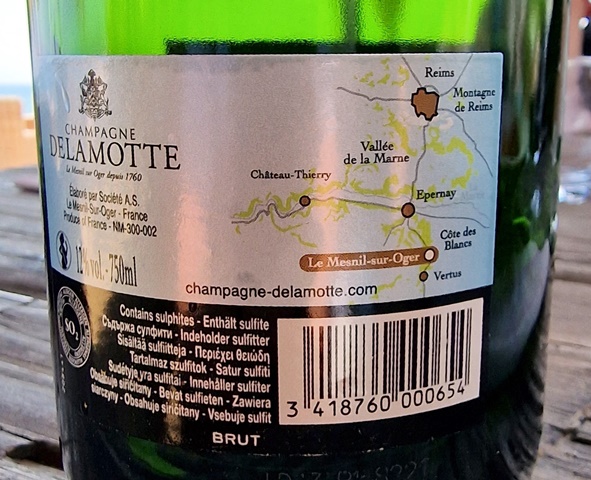 CHAMPAGNE
DELAMOTTE
Le Mesnil sur Oger depuis 1760
Élaboré par Société A.S.
Le Mesnil-Sur-Oger - France
Produce of France - NM-300-002
12% vol. - 750ml
Reims
Montagne
de Reims
Vallée
de la Marne
Château-Thierry
Epernay
Côte des
Blancs
Le Mesnil-sur-Oger
Vertus
champagne-delamotte.com
Contains sulphites - Enthält sulfite
Съдържа сулфити - Indeholder sulfitter
Sisältää sulfiitteja - Περιέχει θειώδη
Tartalmaz szulfitok - Satur sulfiti
Sudėtyje yra sulfitai - Innehåller sulfiter
Obsahuje siričitany - Bevat sulfieten - Zawiera
siarczyny - Obsahuje siričitany - Vsebuje sulfit
SO₂
3 418760 000654
BRUT